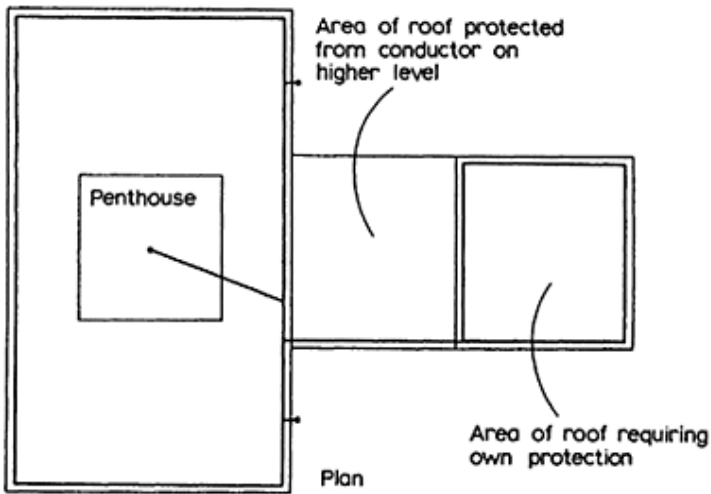 Area of roof protected
from conductor on
higher level
Penthouse
Area of roof requiring
own protection
Plan